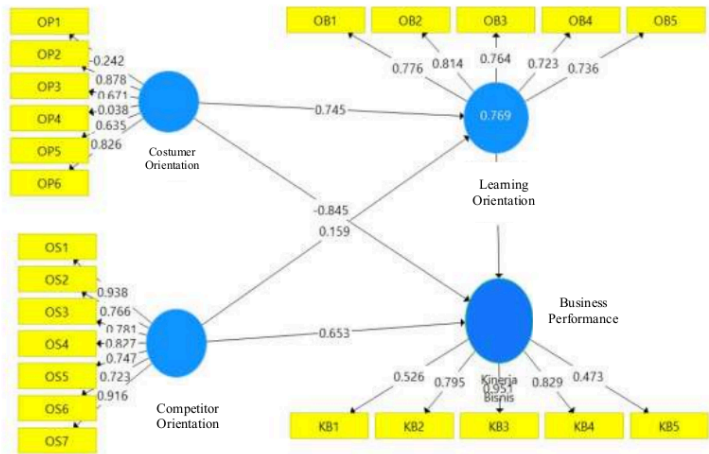 OP1
OP2
OP3
OP4
OP5
OP6
-0.242
0.878
0.671
0.038
0.635
0.826
Costumer
Orientation
OB1
OB2
OB3
OB4
OB5
0.776
0.814
0.764
0.723
0.736
0.769
Learning
Orientation
0.745
-0.845
0.159
0.653
OS1
OS2
OS3
OS4
OS5
OS6
OS7
0.938
0.766
0.781
0.827
0.747
0.723
0.916
Competitor
Orientation
Business
Performance
0.526
0.795
Kinerja
0.951
Bisnis
0.829
0.473
KB1
KB2
KB3
KB4
KB5